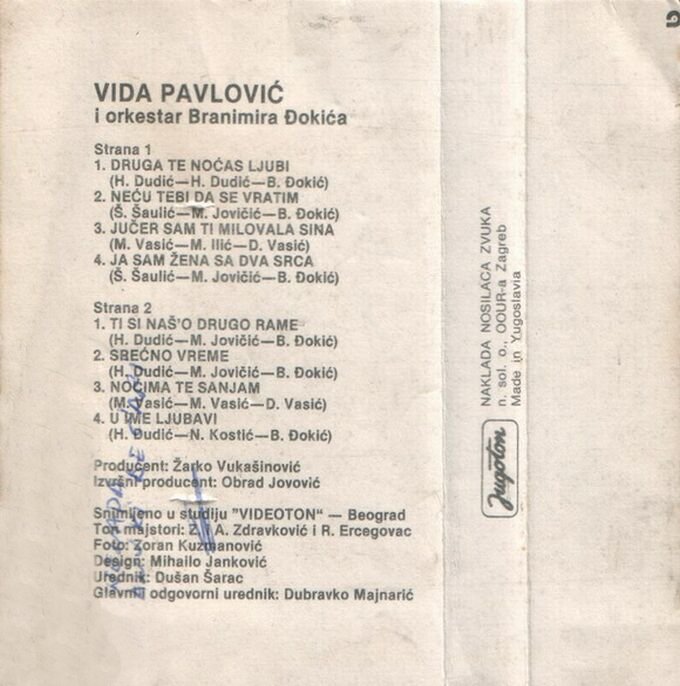 VIDA PAVLOVIĆ
i orkestar Branimira Đokića
Strana 1
1. DRUGA TE NOĆAS LJUBI
(H. Dudić—H. Dudić—B. Đokić)
2. NEĆU TEBI DA SE VRATIM
(Š. Šaulić—M. Jovičić—B. Đokić)
3. JUČER SAM TI MILOVALA SINA
(M. Vasić—M. Ilić—D. Vasić)
4. JA SAM ŽENA SA DVA SRCA
(Š. Šaulić—M. Jovičić—B. Đokić)
Strana 2
1. TI SI NAŠ'O DRUGO RAME
(H. Dudić—M. Jovičić—B. Đokić)
2. SREĆNO VREME
(H. Dudić—M. Jovičić—B. Đokić)
3. NOĆIMA TE SANJAM
(M. Vasić—M. Vasić—D. Vasić)
4. U IME LJUBAVI
(H. Dudić—N. Kostić—B. Đokić)
Producent: Žarko Vukašinović
Izvršni producent: Obrad Jovović
Snimljeno u studiju "VIDEOTON" — Beograd
Ton majstori: Z. i A. Zdravković i R. Ercegovac
Foto: Zoran Kuzmanović
Design: Mihailo Janković
Urednik: Dušan Šarac
Glavni odgovorni urednik: Dubravko Majnarić
NAKLADA NOSILACA ZVUKA
n. sol. o., OOUR-a Zagreb
Made in Yugoslavia
Jugoton